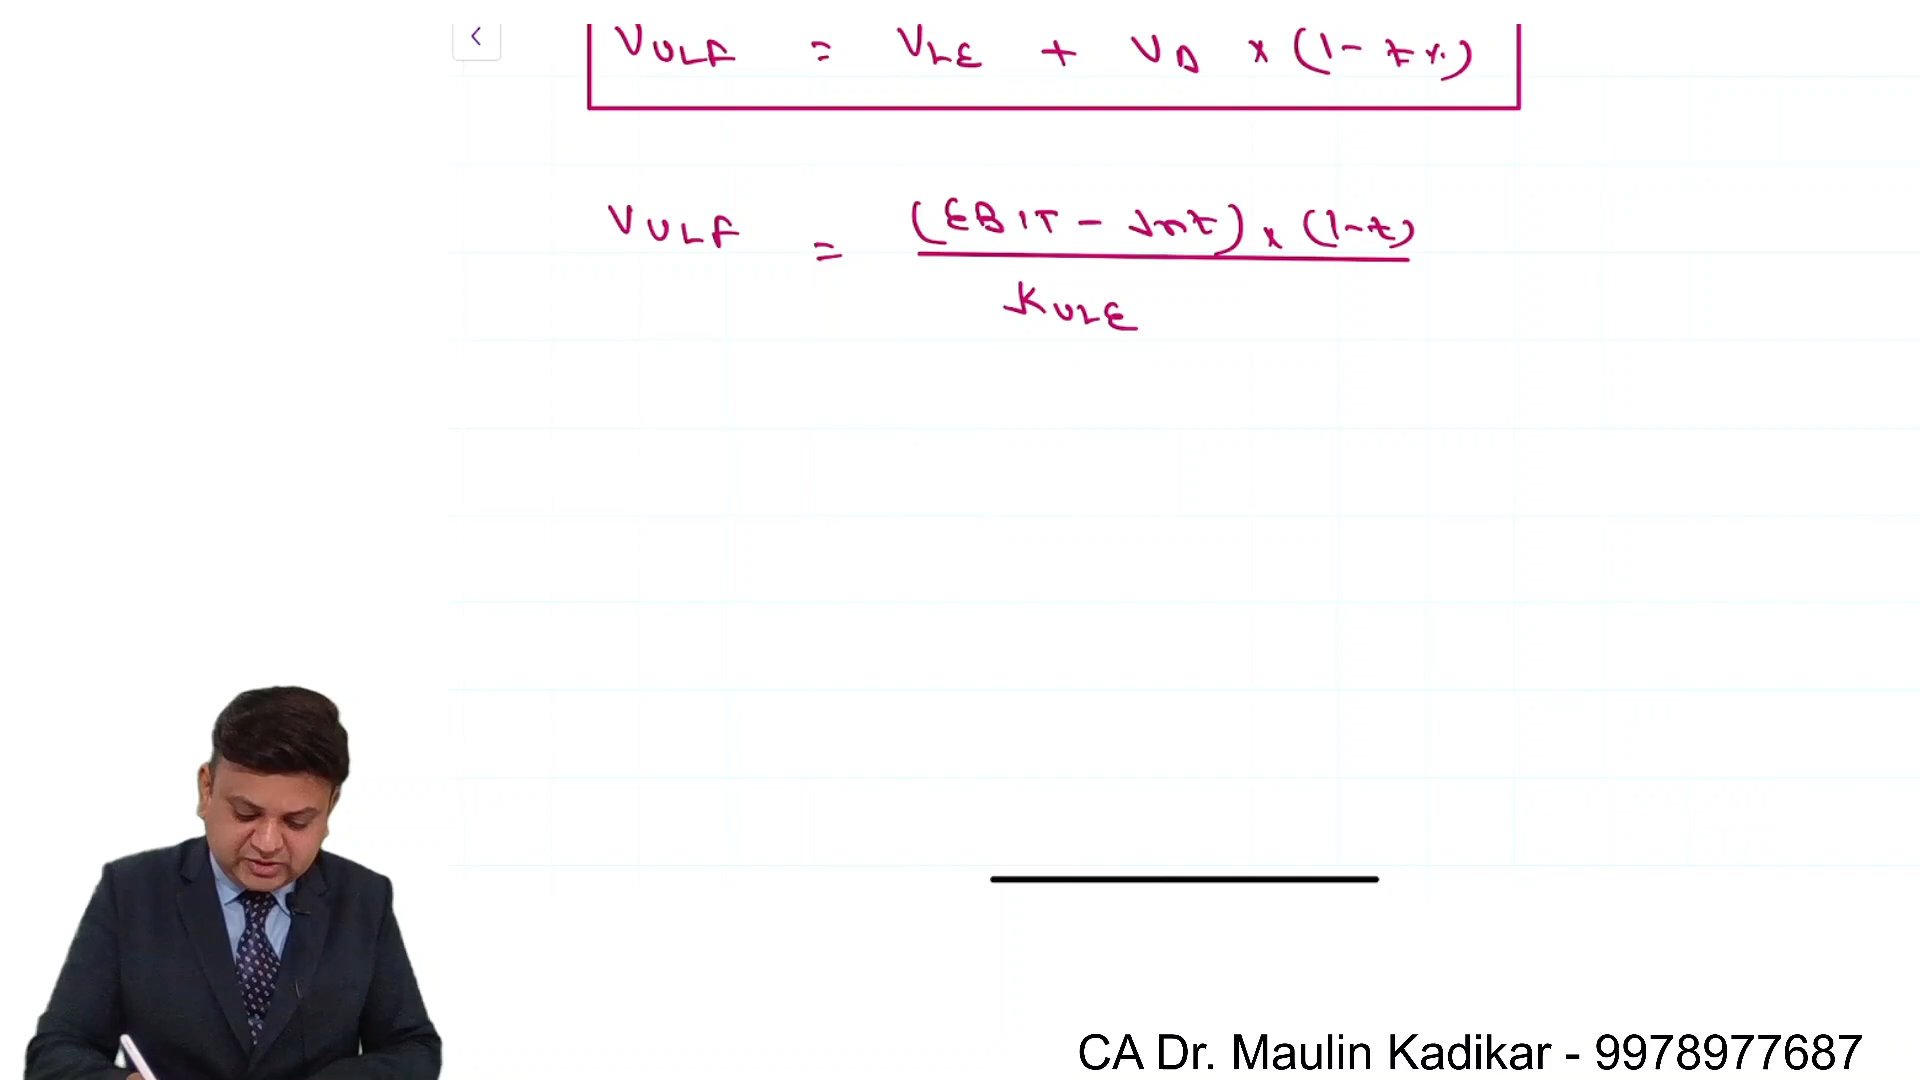 VULF = VLE + VD × (1 - t%)
VULF = (EBIT - Int) × (1-t)
KULE
CA Dr. Maulin Kadikar - 9978977687